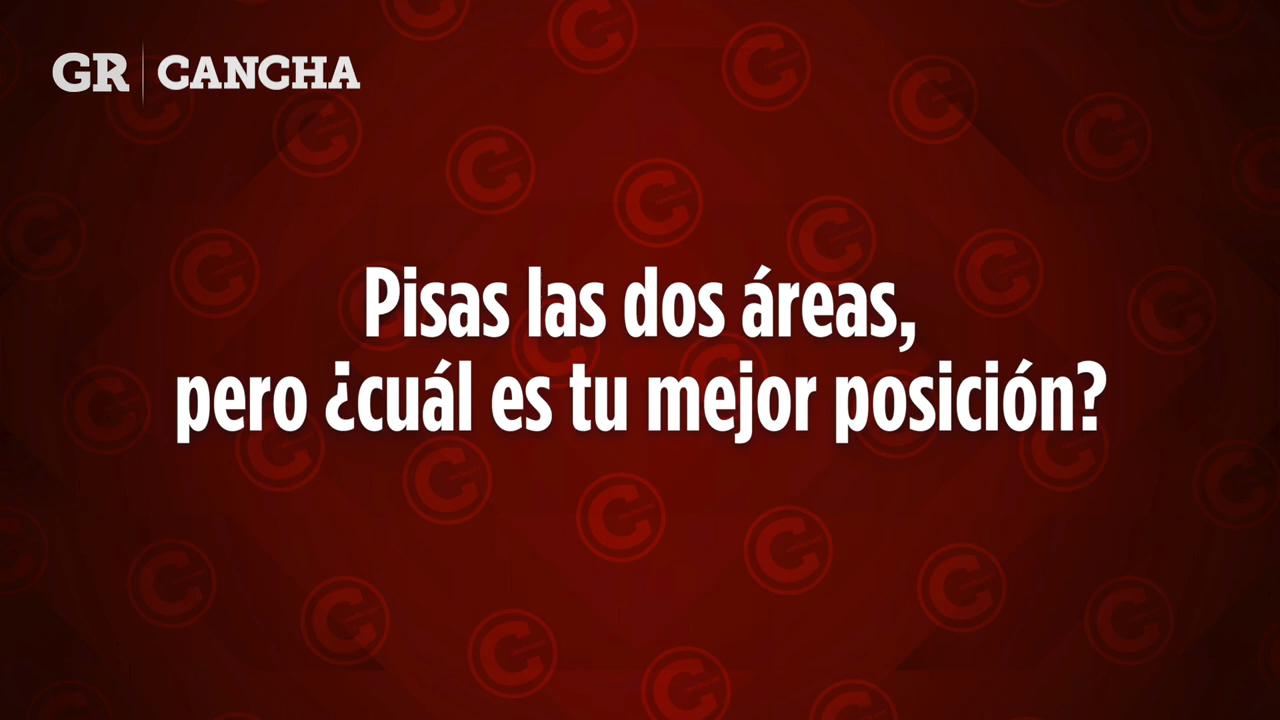 GR | CANCHA
Pisas las dos áreas,
pero ¿cuál es tu mejor posición?